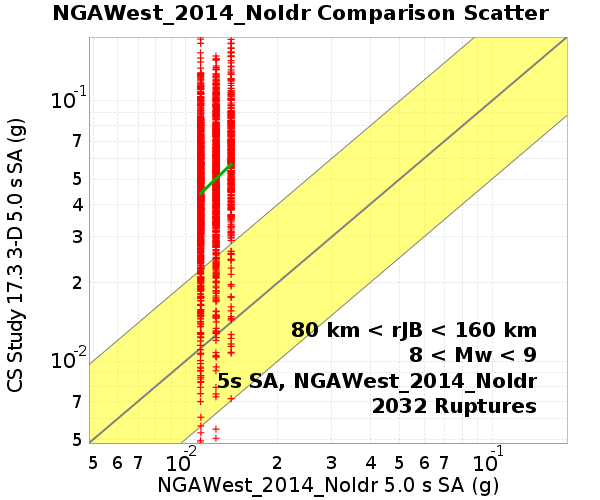 NGAWest_2014_NoIdr Comparison Scatter
CS Study 17.3 3-D 5.0 s SA (g)
10-1
7
5
4
3
2
10-2
7
5
80 km < rJB < 160 km
8 < Mw < 9
5s SA, NGAWest_2014_NoIdr
2032 Ruptures
5 6 7 10-2 2 3 4 5 6 7 10-1
NGAWest_2014_NoIdr 5.0 s SA (g)